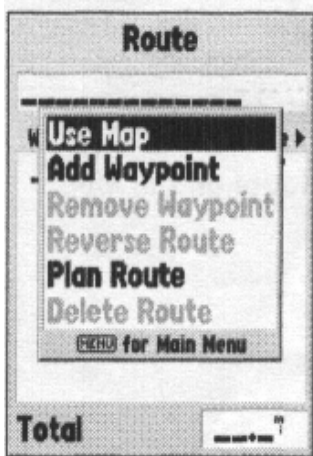 Route
Use Map
Add Waypoint
Remove Waypoint
Reverse Route
Plan Route
Delete Route
MENU for Main Menu
Total